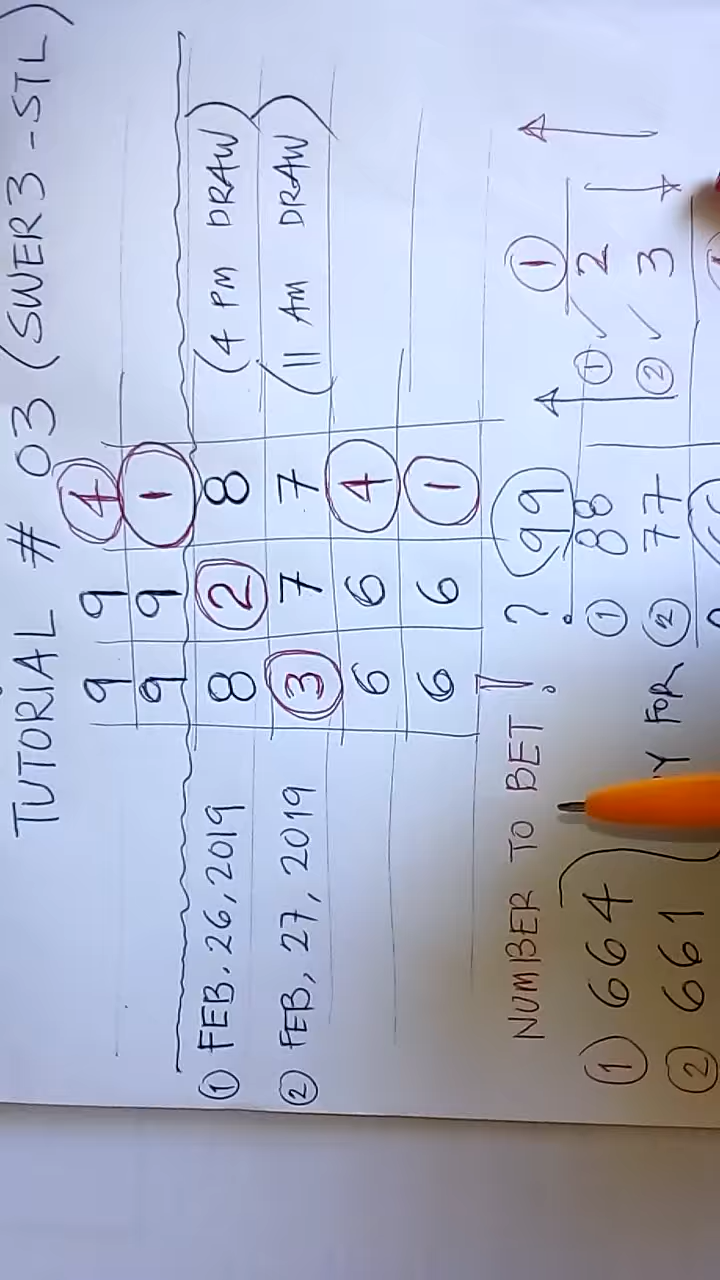 TUTORIAL # 03 (SWER3 - STL)
9 9 4
9 9 1
① FEB. 26, 2019 8 2 8 (4 PM DRAW)
② FEB, 27, 2019 3 7 7 (11 AM DRAW)
6 6 4
6 6 1
NUMBER TO BET ! ? 99 1
① 664 ① 88 ① ✓ 2
② 661 Y FOR ② 77 ② ✓ 3